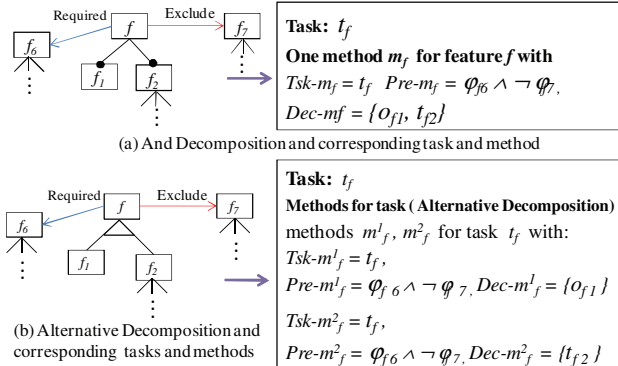 Required
f
Exclude
f6
f7
f1
f2
Task: tf
One method mf for feature f with
Tsk-mf = tf Pre-mf = φf6 ∧ ¬ φf7,
Dec-mf = {of1, tf2}
(a) And Decomposition and corresponding task and method
Required
f
Exclude
f6
f7
f1
f2
(b) Alternative Decomposition and
corresponding tasks and methods
Task: tf
Methods for task ( Alternative Decomposition)
methods m1f, m2f for task tf with:
Tsk-m1f = tf,
Pre-m1f = φf6 ∧ ¬ φf7, Dec-m1f = {of1}
Tsk-m2f = tf,
Pre-m2f = φf6 ∧ ¬ φf7, Dec-m2f = {tf2}